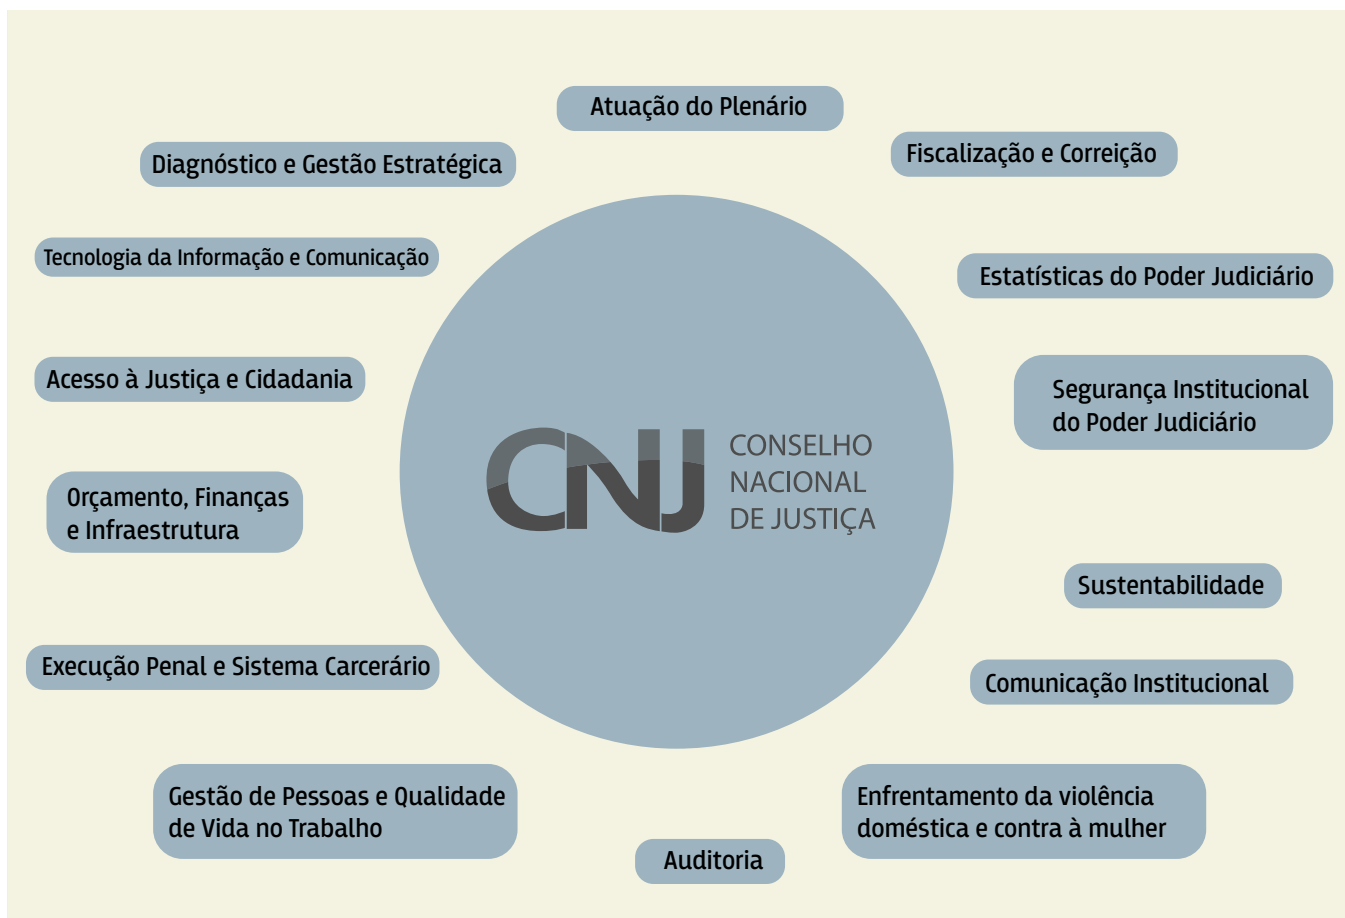 Atuação do Plenário
Fiscalização e Correição
Diagnóstico e Gestão Estratégica
Tecnologia da Informação e Comunicação
Estatísticas do Poder Judiciário
Acesso à Justiça e Cidadania
Segurança Institucional
do Poder Judiciário
CNJ
CONSELHO
NACIONAL
DE JUSTIÇA
Orçamento, Finanças
e Infraestrutura
Sustentabilidade
Execução Penal e Sistema Carcerário
Comunicação Institucional
Gestão de Pessoas e Qualidade
de Vida no Trabalho
Enfrentamento da violência
doméstica e contra à mulher
Auditoria